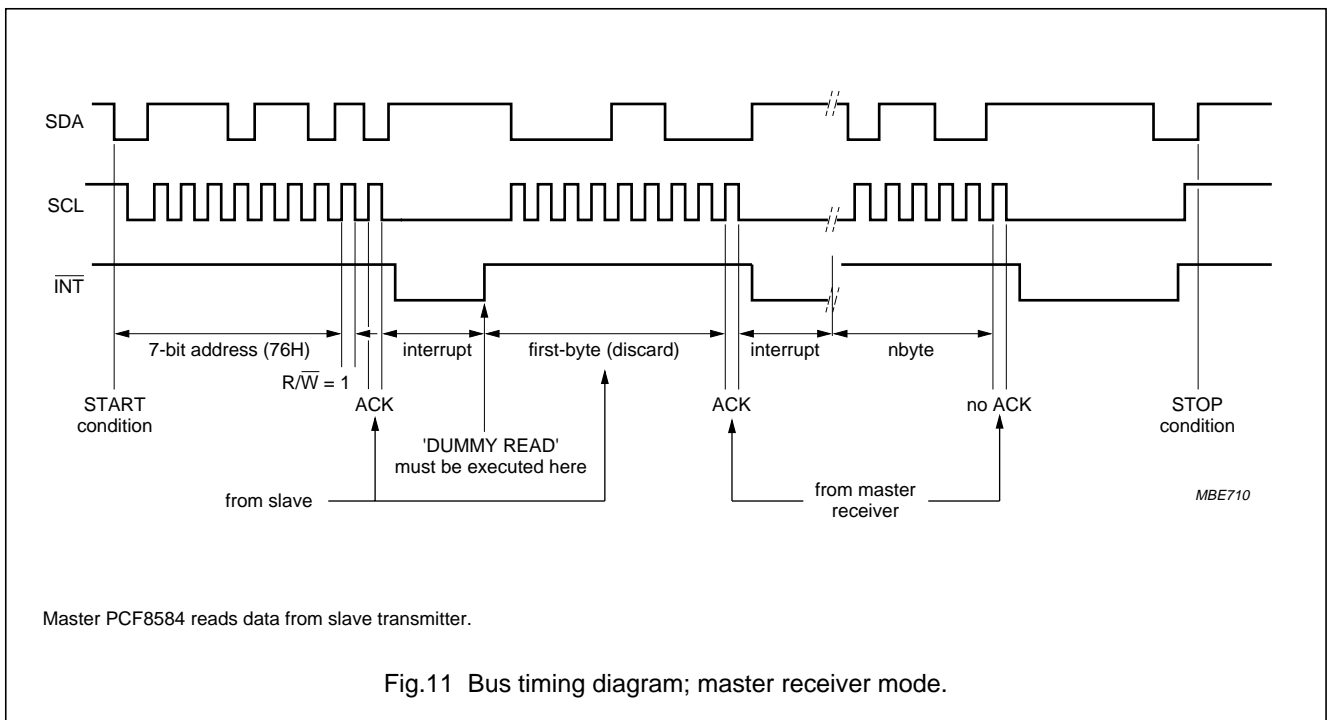 SDA
SCL
INT
7-bit address (76H)
interrupt
first-byte (discard)
interrupt
nbyte
R/W = 1
START
condition
ACK
ACK
no ACK
STOP
condition
'DUMMY READ'
must be executed here
from slave
from master
receiver
MBE710
Master PCF8584 reads data from slave transmitter.
Fig.11 Bus timing diagram; master receiver mode.